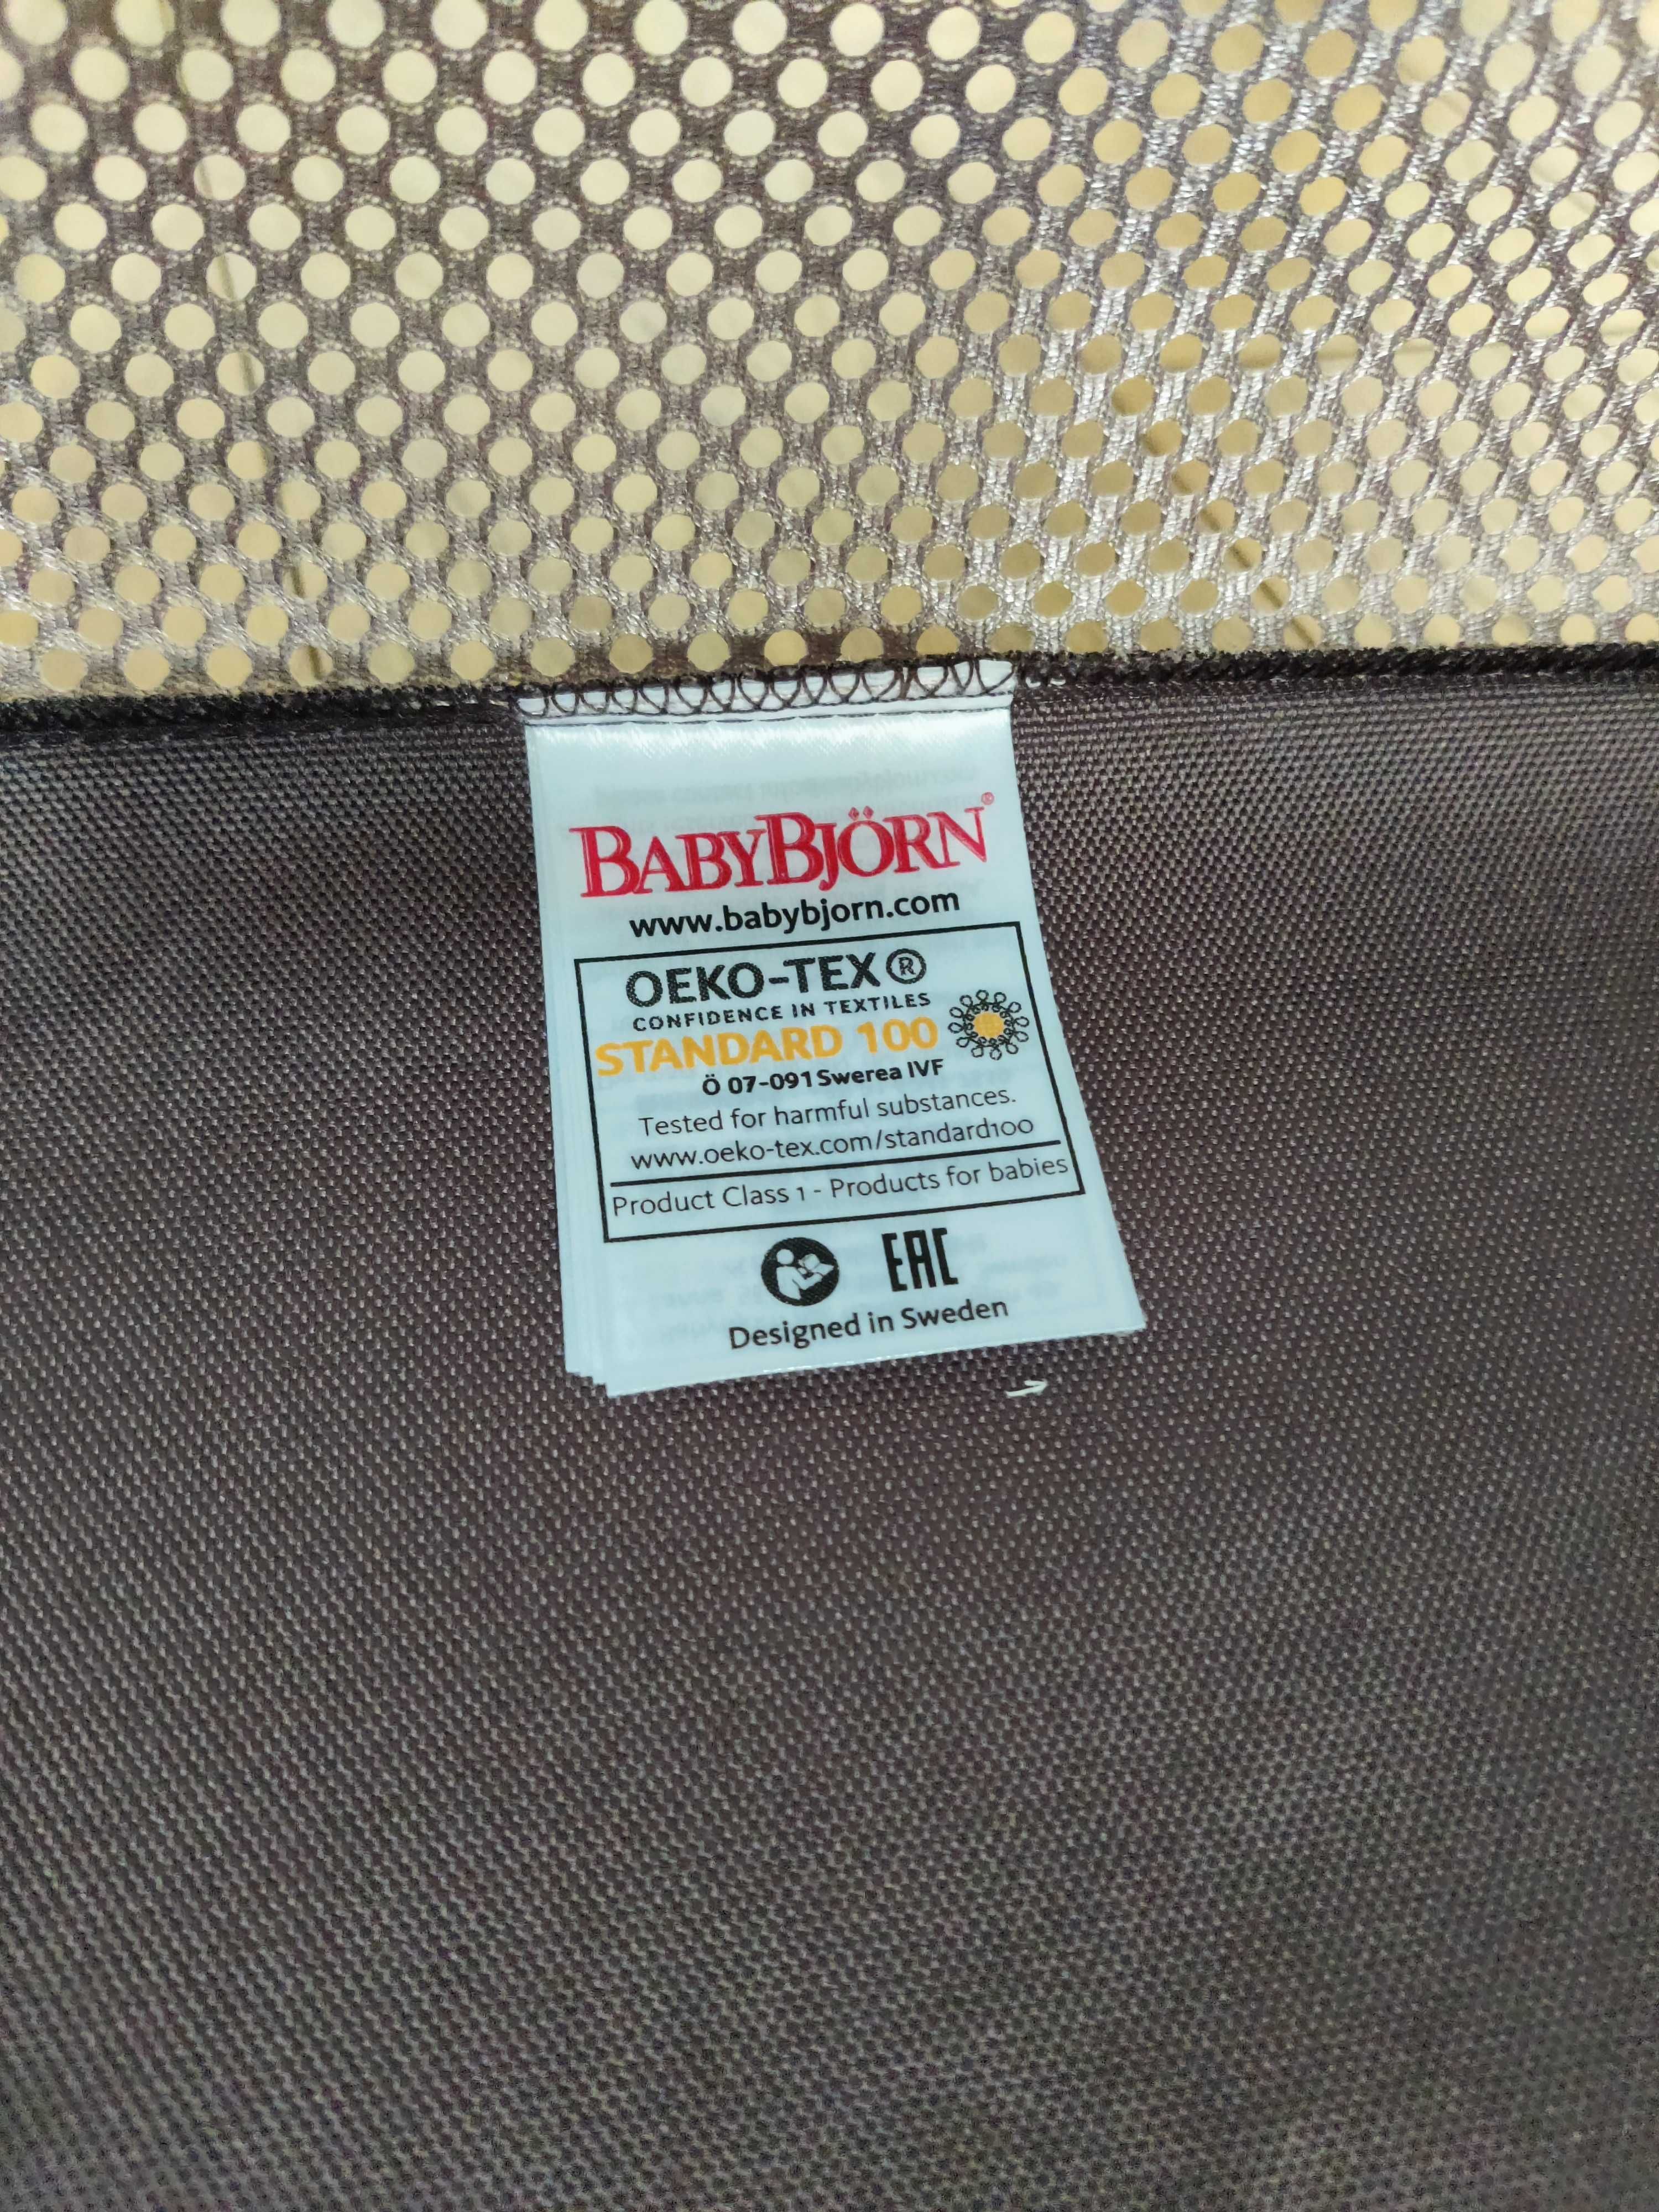 BABYBJÖRN®
www.babybjorn.com
OEKO-TEX®
CONFIDENCE IN TEXTILES
STANDARD 100
Ö 07-091 Swerea IVF
Tested for harmful substances.
www.oeko-tex.com/standard100
Product Class 1 - Products for babies
EAC
Designed in Sweden